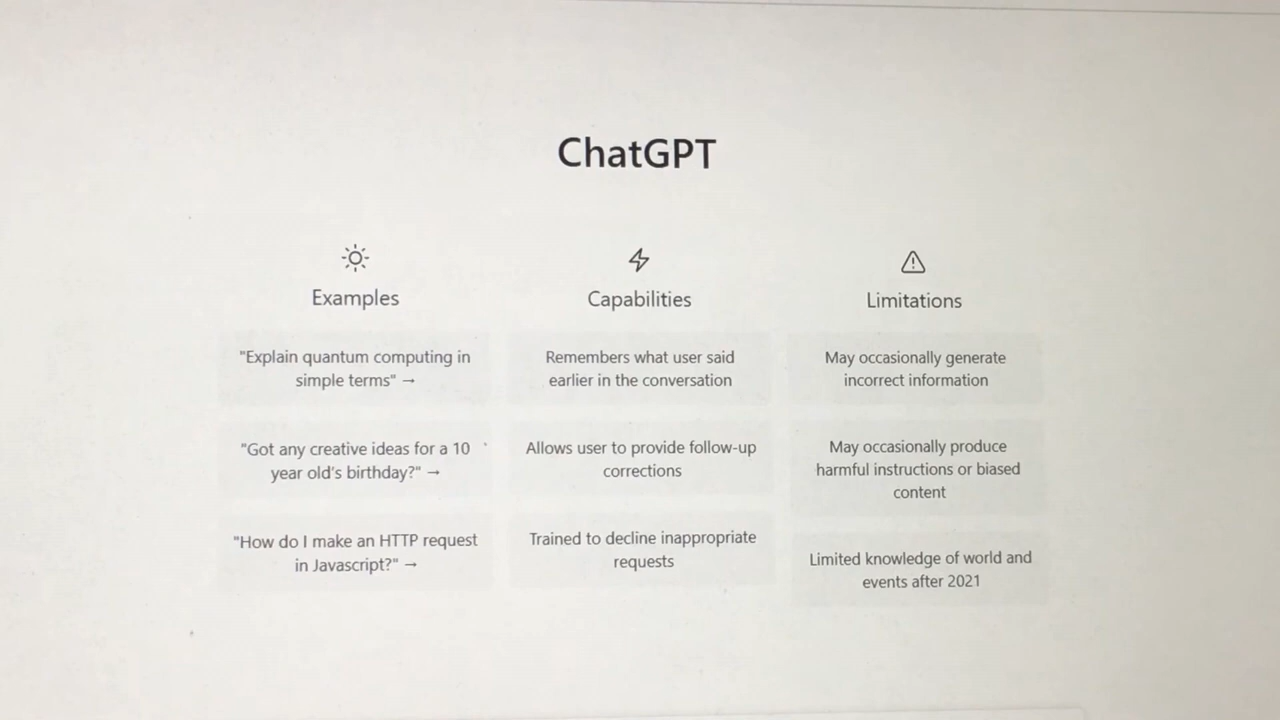 ChatGPT
Examples
"Explain quantum computing in
simple terms" →
"Got any creative ideas for a 10
year old's birthday?" →
"How do I make an HTTP request
in Javascript?" →
Capabilities
Remembers what user said
earlier in the conversation
Allows user to provide follow-up
corrections
Trained to decline inappropriate
requests
Limitations
May occasionally generate
incorrect information
May occasionally produce
harmful instructions or biased
content
Limited knowledge of world and
events after 2021